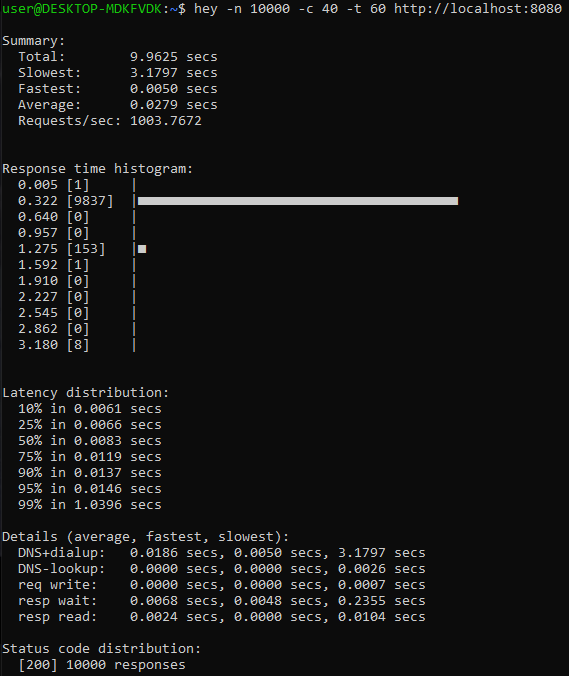 user@DESKTOP-MDKFVDK:~$ hey -n 10000 -c 40 -t 60 http://localhost:8080
Summary:
Total: 9.9625 secs
Slowest: 3.1797 secs
Fastest: 0.0050 secs
Average: 0.0279 secs
Requests/sec: 1003.7672
Response time histogram:
0.005 [1] |
0.322 [9837] |■■■■■■■■■■■■■■■■■■■■■■■■■■■■■■■■■■■■■■■■
0.640 [0] |
0.957 [0] |
1.275 [153] |■
1.592 [1] |
1.910 [0] |
2.227 [0] |
2.545 [0] |
2.862 [0] |
3.180 [8] |
Latency distribution:
10% in 0.0061 secs
25% in 0.0066 secs
50% in 0.0083 secs
75% in 0.0119 secs
90% in 0.0137 secs
95% in 0.0146 secs
99% in 1.0396 secs
Details (average, fastest, slowest):
DNS+dialup: 0.0186 secs, 0.0050 secs, 3.1797 secs
DNS-lookup: 0.0000 secs, 0.0000 secs, 0.0026 secs
req write: 0.0000 secs, 0.0000 secs, 0.0007 secs
resp wait: 0.0068 secs, 0.0048 secs, 0.2355 secs
resp read: 0.0024 secs, 0.0000 secs, 0.0104 secs
Status code distribution:
[200] 10000 responses